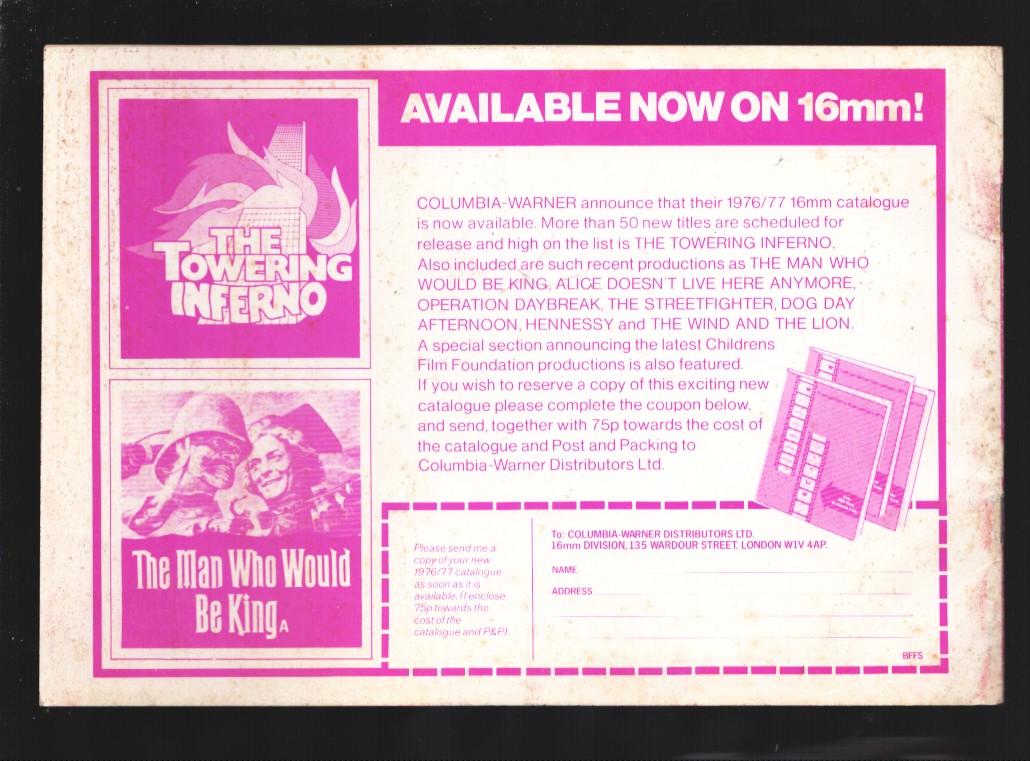 AVAILABLE NOW ON 16mm!
THE
TOWERING
INFERNO
The Man Who Would
Be King A
COLUMBIA-WARNER announce that their 1976/77 16mm catalogue
is now available. More than 50 new titles are scheduled for
release and high on the list is THE TOWERING INFERNO.
Also included are such recent productions as THE MAN WHO
WOULD BE KING, ALICE DOESN'T LIVE HERE ANYMORE,
OPERATION DAYBREAK, THE STREETFIGHTER, DOG DAY
AFTERNOON, HENNESSY and THE WIND AND THE LION.
A special section announcing the latest Childrens
Film Foundation productions is also featured.
If you wish to reserve a copy of this exciting new
catalogue please complete the coupon below,
and send, together with 75p towards the cost of
the catalogue and Post and Packing to
Columbia-Warner Distributors Ltd.
Please send me a
copy of your new
1976/77 catalogue
as soon as it is
available. (I enclose
75p towards the
cost of the
catalogue and P&P).
To: COLUMBIA-WARNER DISTRIBUTORS LTD.
16mm DIVISION, 135 WARDOUR STREET, LONDON W1V 4AP.
NAME
ADDRESS
BFFS